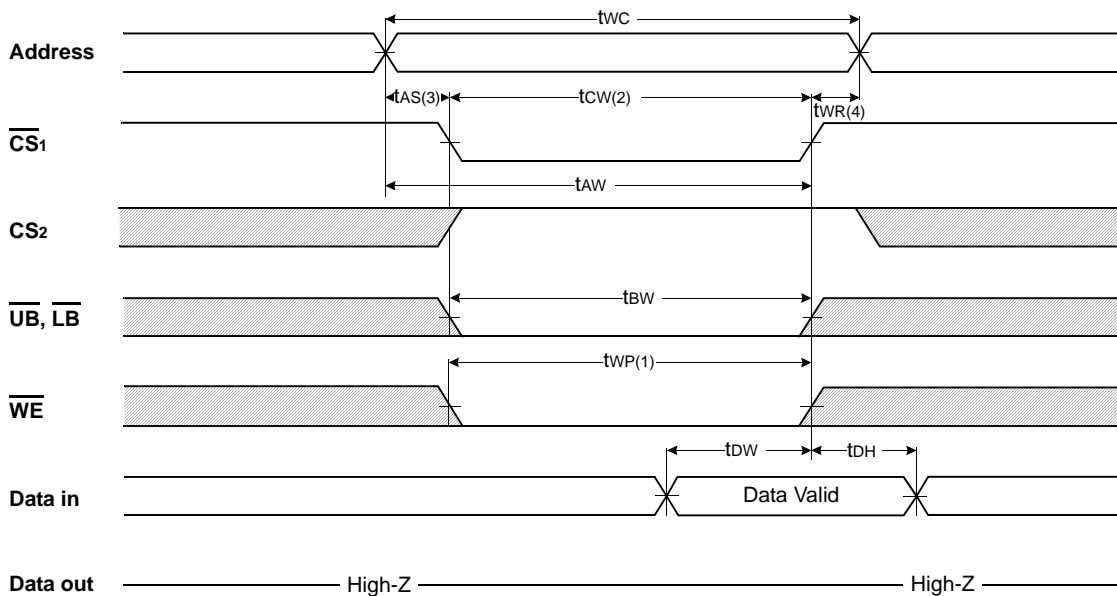 tWC
Address
tAS(3) tCW(2) tWR(4)
CS1
tAW
CS2
tBW
UB, LB
tWP(1)
WE
tDW tDH
Data in Data Valid
Data out High-Z High-Z